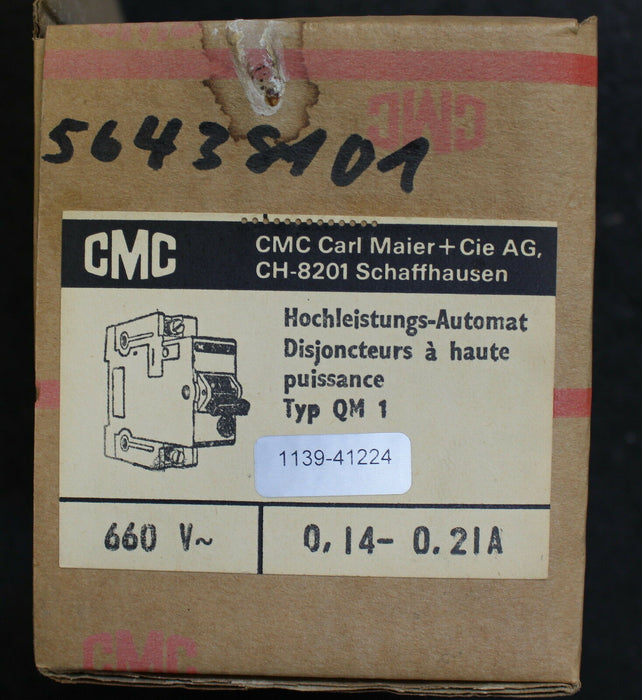 CMC
56438101
CMC
CMC Carl Maier + Cie AG,
CH-8201 Schaffhausen
Hochleistungs-Automat
Disjoncteurs à haute
puissance
Typ QM 1
1139-41224
660 V~
0,14- 0.21A
CMC